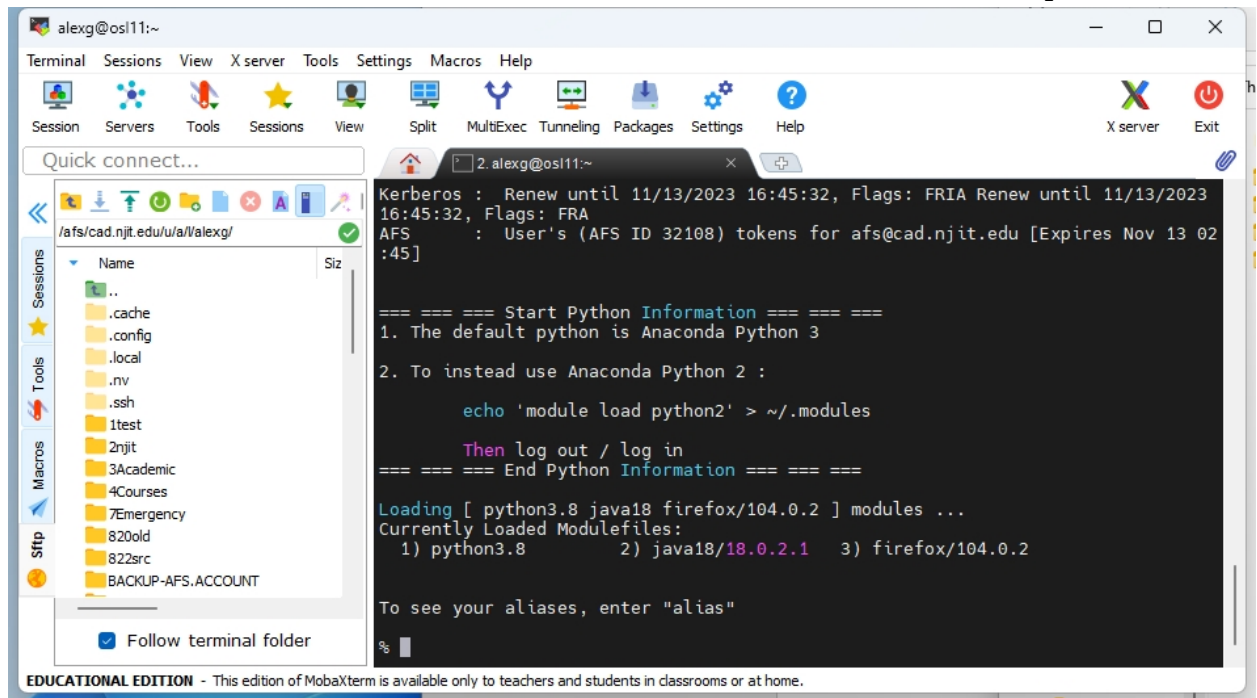 alexg@osl11:~
Terminal Sessions View X server Tools Settings Macros Help
Session Servers Tools Sessions View Split MultiExec Tunneling Packages Settings Help X server Exit
Quick connect...
2. alexg@osl11:~
/afs/cad.njit.edu/u/a/l/alexg/
Name Siz
..
.cache
.config
.local
.nv
.ssh
1test
2njit
3Academic
4Courses
7Emergency
820old
822src
BACKUP-AFS.ACCOUNT
Follow terminal folder
Sessions
Tools
Macros
Sftp
Kerberos :  Renew until 11/13/2023 16:45:32, Flags: FRIA Renew until 11/13/2023
16:45:32, Flags: FRA
AFS      :  User's (AFS ID 32108) tokens for afs@cad.njit.edu [Expires Nov 13 02
:45]
=== === === Start Python Information === === ===
1. The default python is Anaconda Python 3
2. To instead use Anaconda Python 2 :
echo 'module load python2' > ~/.modules
Then log out / log in
=== === === End Python Information === === ===
Loading [ python3.8 java18 firefox/104.0.2 ] modules ...
Currently Loaded Modulefiles:
1) python3.8 2) java18/18.0.2.1 3) firefox/104.0.2
To see your aliases, enter "alias"
%
EDUCATIONAL EDITION - This edition of MobaXterm is available only to teachers and students in classrooms or at home.